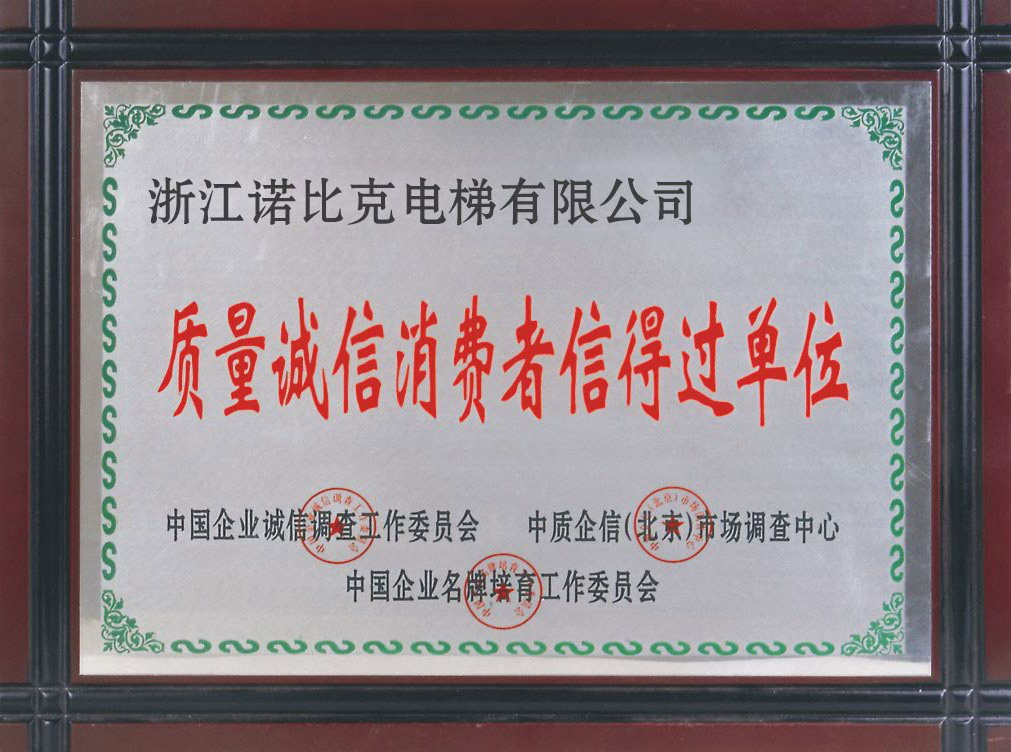 浙江诺比克电梯有限公司
质量诚信消费者信得过单位
中国企业诚信调查工作委员会 中质企信(北京)市场调查中心
中国企业名牌培育工作委员会